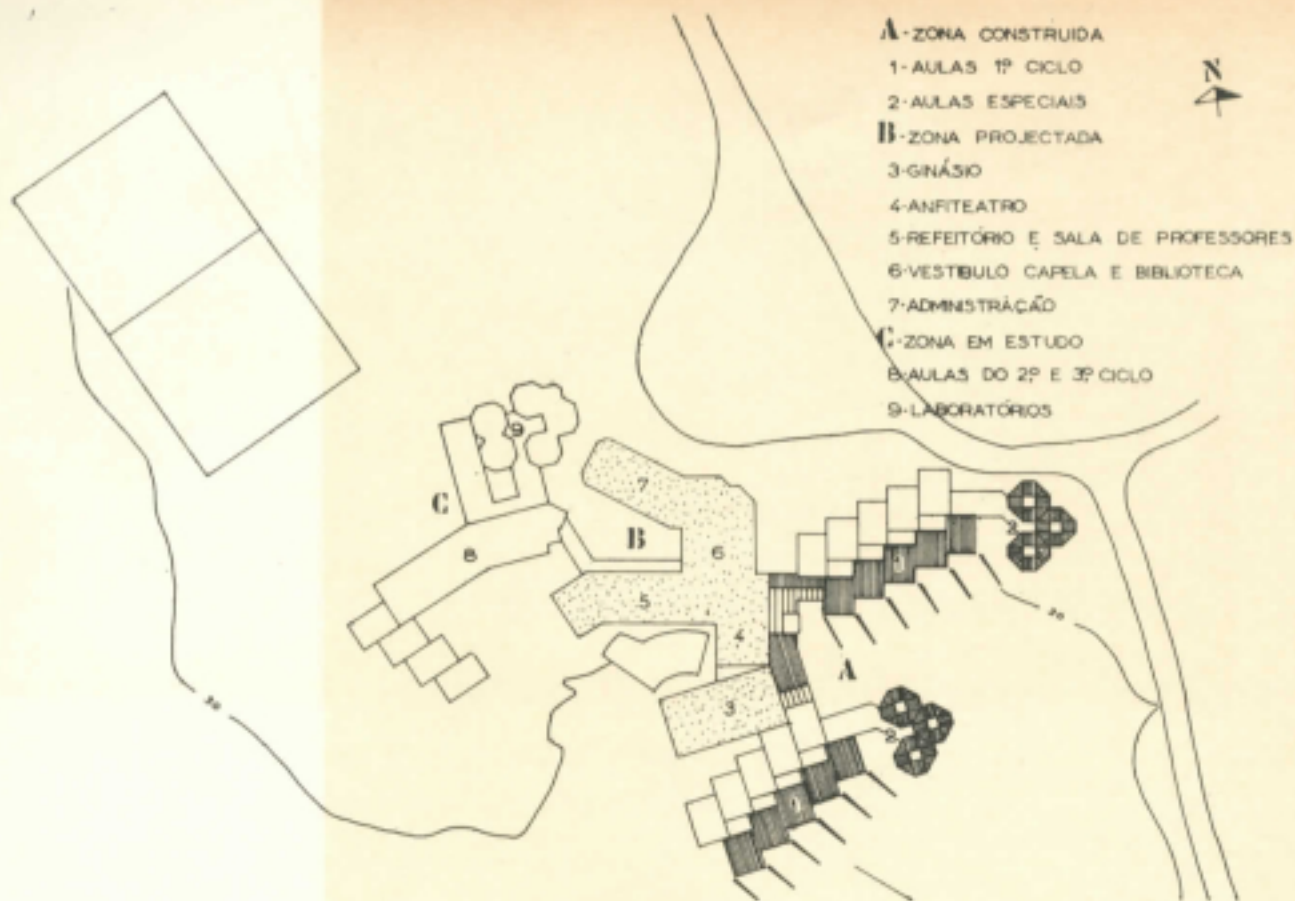 A-ZONA CONSTRUIDA
1-AULAS 1º CICLO
2-AULAS ESPECIAIS
B-ZONA PROJECTADA
3-GINÁSIO
4-ANFITEATRO
5-REFEITÓRIO E SALA DE PROFESSORES
6-VESTIBULO CAPELA E BIBLIOTECA
7-ADMINISTRAÇÃO
C-ZONA EM ESTUDO
8-AULAS DO 2º E 3º CICLO
9-LABORATÓRIOS
N
9
7
C
2
B
6
8
1
5
4
A
3
2
1